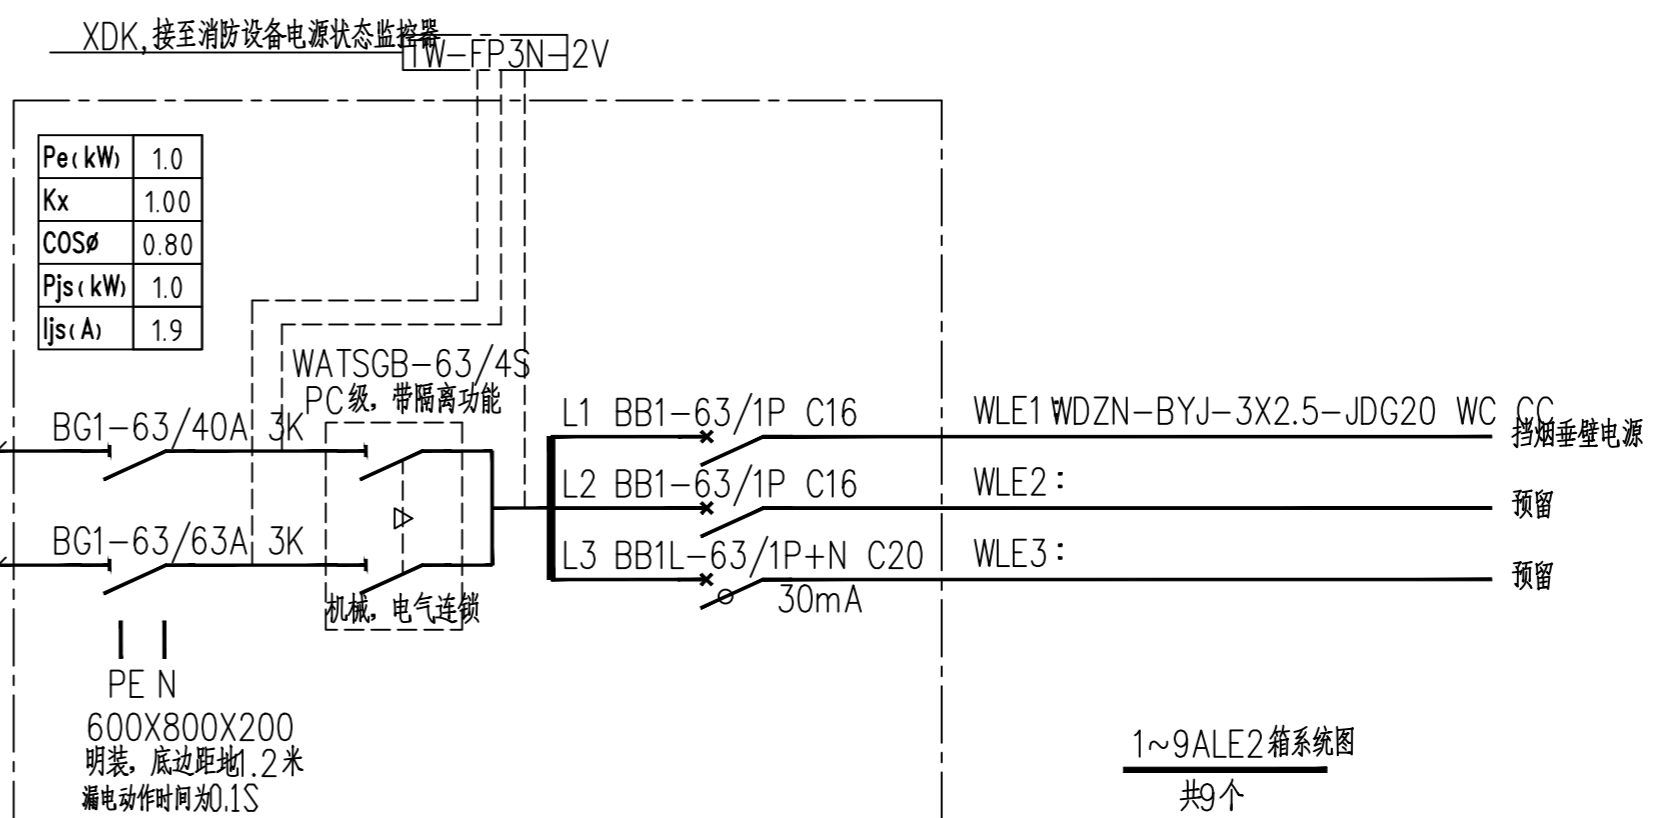 XDK,接至消防设备电源状态监控器
TW-FP3N-2V
Pe(kW) 1.0
Kx 1.00
COSø 0.80
Pjs(kW) 1.0
Ijs(A) 1.9
WATSGB-63/4S
PC级，带隔离功能
BG1-63/40A 3K
BG1-63/63A 3K
机械，电气连锁
L1 BB1-63/1P C16
WLE1:WDZN-BYJ-3X2.5-JDG20 WC CC
挡烟垂壁电源
L2 BB1-63/1P C16
WLE2:
预留
L3 BB1L-63/1P+N C20
30mA
WLE3:
预留
PE N
600X800X200
明装，底边距地1.2米
漏电动作时间为0.1S
1~9ALE2箱系统图
共9个